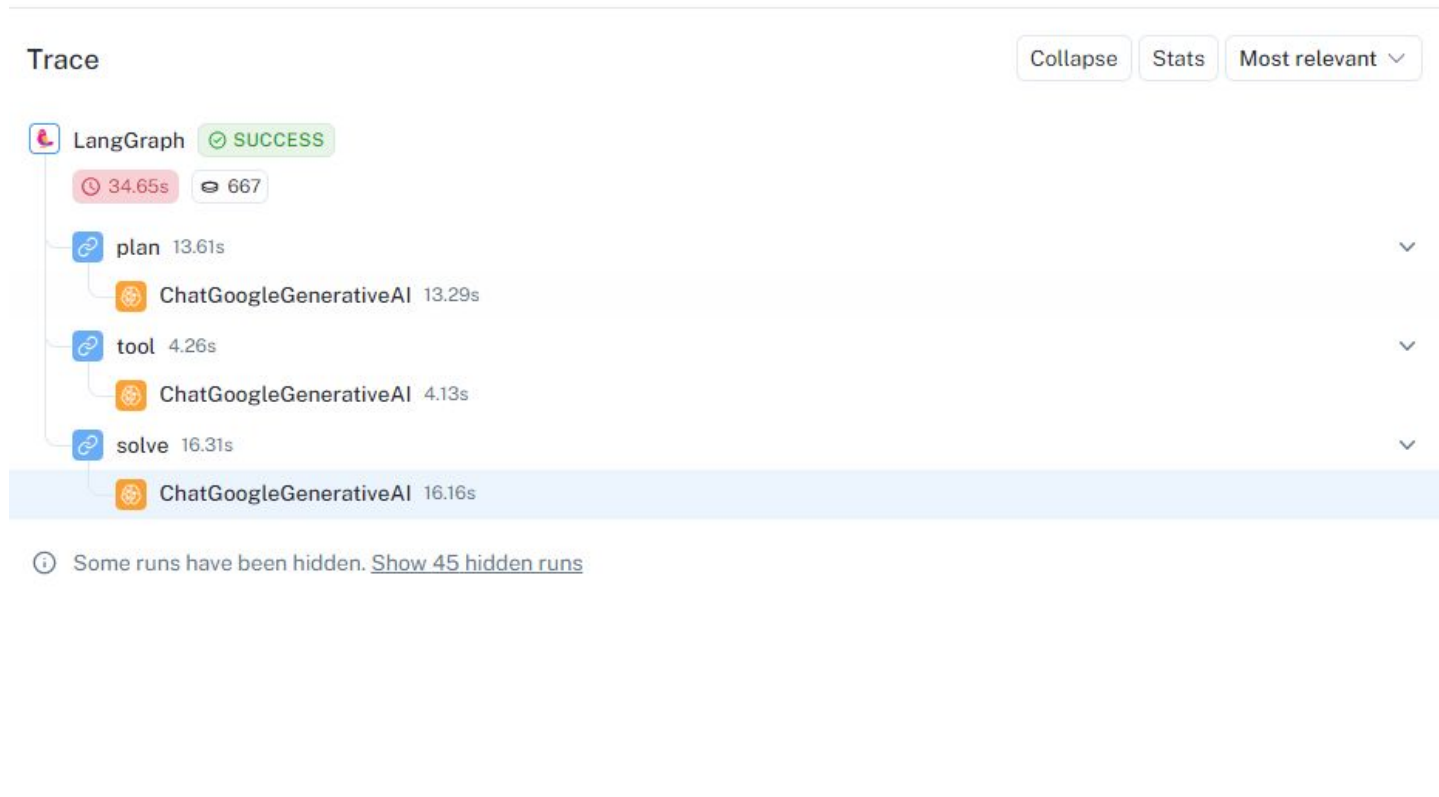 Trace
Collapse Stats Most relevant
LangGraph SUCCESS
34.65s 667
plan 13.61s
ChatGoogleGenerativeAI 13.29s
tool 4.26s
ChatGoogleGenerativeAI 4.13s
solve 16.31s
ChatGoogleGenerativeAI 16.16s
Some runs have been hidden. Show 45 hidden runs